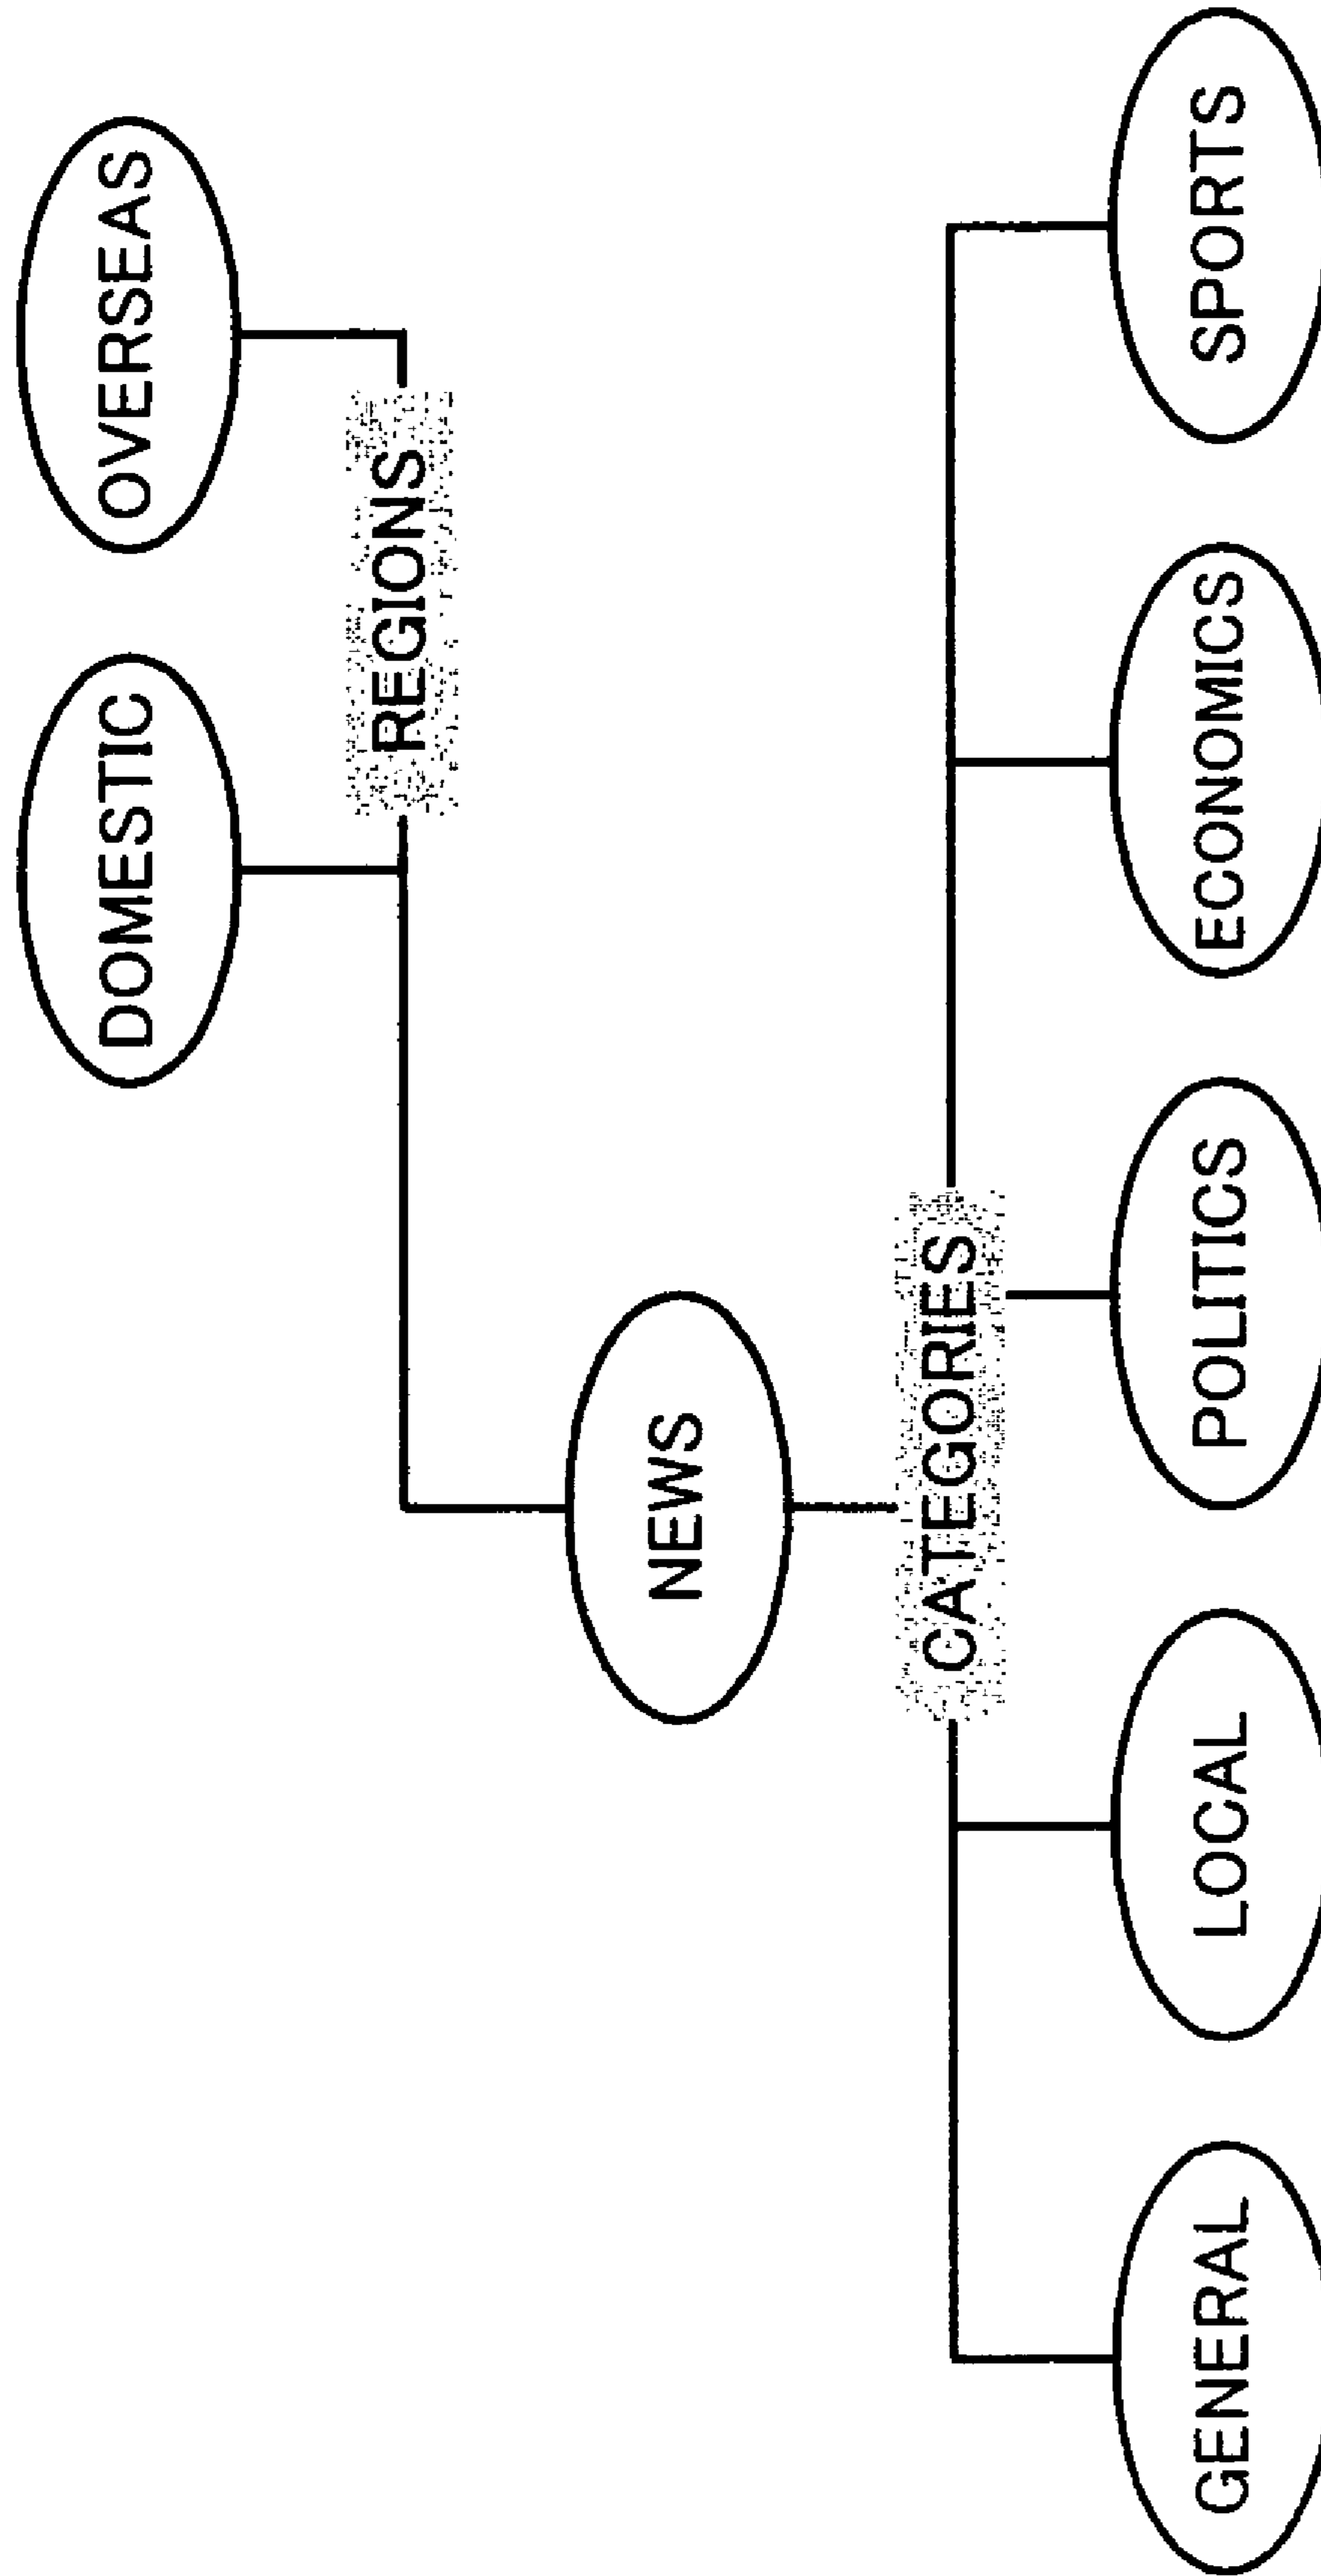 DOMESTIC
OVERSEAS
REGIONS
NEWS
CATEGORIES
GENERAL
LOCAL
POLITICS
ECONOMICS
SPORTS